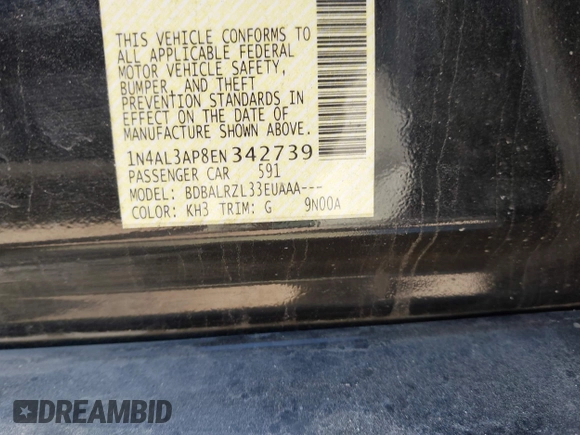 THIS VEHICLE CONFORMS TO
ALL APPLICABLE FEDERAL
MOTOR VEHICLE SAFETY,
BUMPER, AND THEFT
PREVENTION STANDARDS IN
EFFECT ON THE DATE OF
MANUFACTURE SHOWN ABOVE.
1N4AL3AP8EN342739
PASSENGER CAR 591
MODEL: BDBALRZL33EUAAA---
COLOR: KH3 TRIM: G 9N00A
DREAMBID